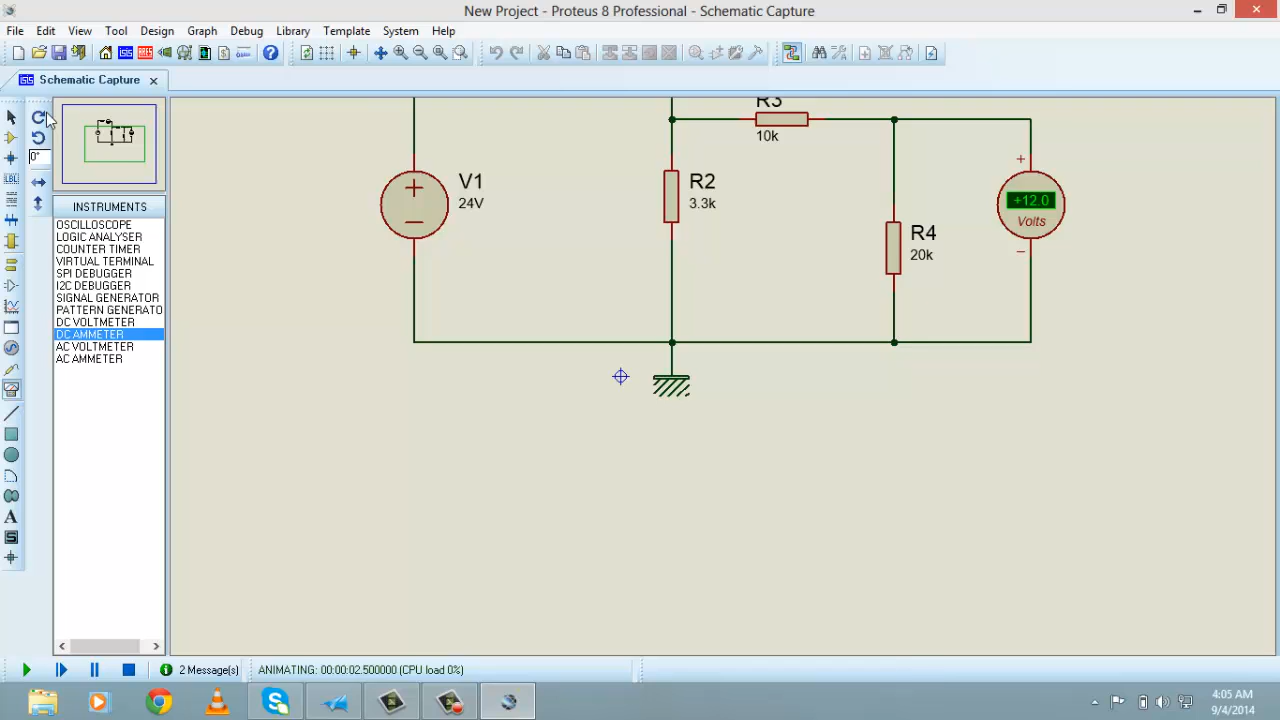 New Project - Proteus 8 Professional - Schematic Capture
File Edit View Tool Design Graph Debug Library Template System Help
Schematic Capture
0°
LBL
INSTRUMENTS
OSCILLOSCOPE
LOGIC ANALYSER
COUNTER TIMER
VIRTUAL TERMINAL
SPI DEBUGGER
I2C DEBUGGER
SIGNAL GENERATOR
PATTERN GENERATO
DC VOLTMETER
DC AMMETER
AC VOLTMETER
AC AMMETER
A
S
R3
10k
V1
24V
R2
3.3k
R4
20k
+12.0
Volts
2 Message(s)
ANIMATING: 00:00:02.500000 (CPU load 0%)
4:05 AM
9/4/2014